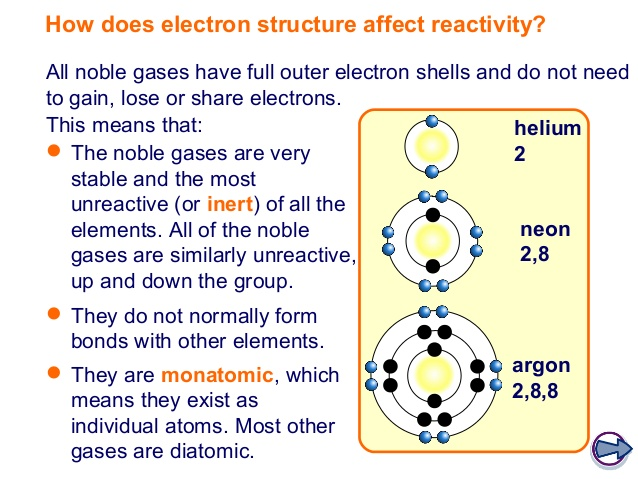 How does electron structure affect reactivity?
All noble gases have full outer electron shells and do not need
to gain, lose or share electrons.
This means that:
The noble gases are very
stable and the most
unreactive (or inert) of all the
elements. All of the noble
gases are similarly unreactive,
up and down the group.
They do not normally form
bonds with other elements.
They are monatomic, which
means they exist as
individual atoms. Most other
gases are diatomic.
helium
2
neon
2,8
argon
2,8,8